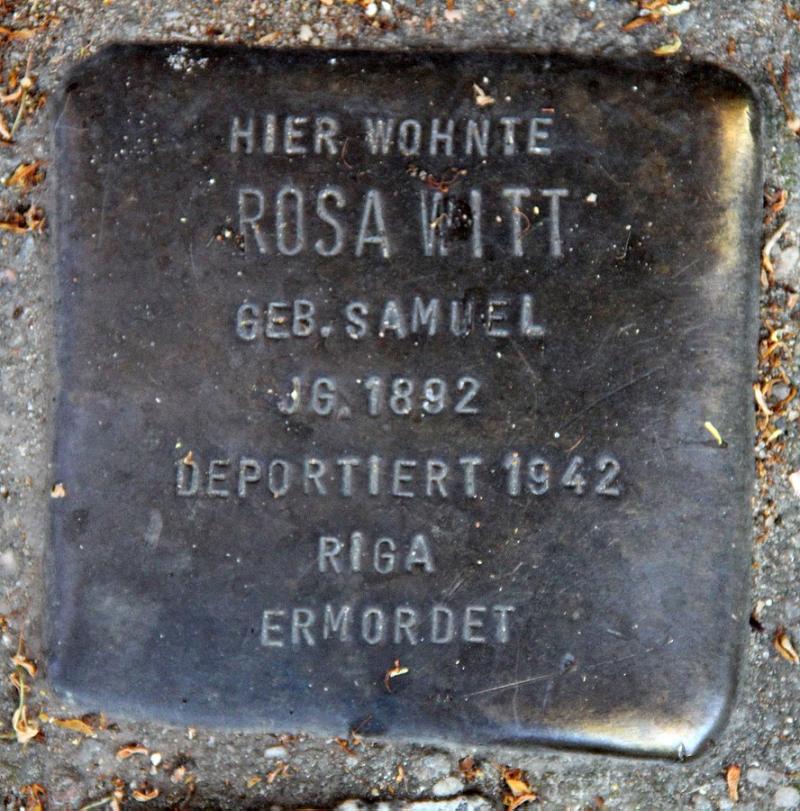 HIER WOHNTE
ROSA WITT
GEB. SAMUEL
JG. 1892
DEPORTIERT 1942
RIGA
ERMORDET